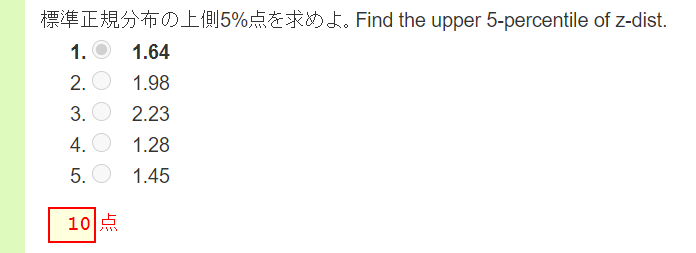 標準正規分布の上側5%点を求めよ。Find the upper 5-percentile of z-dist.
1. 1.64
2. 1.98
3. 2.23
4. 1.28
5. 1.45
10 点